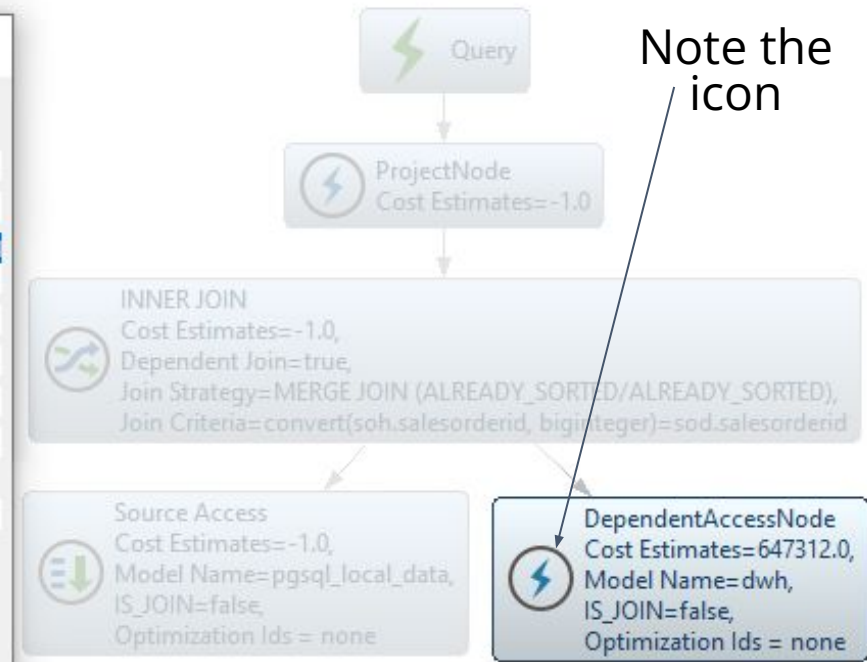 Note the
icon
Query
ProjectNode
Cost Estimates=-1.0
INNER JOIN
Cost Estimates=-1.0,
Dependent Join=true,
Join Strategy=MERGE JOIN (ALREADY_SORTED/ALREADY_SORTED),
Join Criteria=convert(soh.salesorderid, biginteger)=sod.salesorderid
Source Access
Cost Estimates=-1.0,
Model Name=pgsql_local_data,
IS_JOIN=false,
Optimization Ids = none
DependentAccessNode
Cost Estimates=647312.0,
Model Name=dwh,
IS_JOIN=false,
Optimization Ids = none